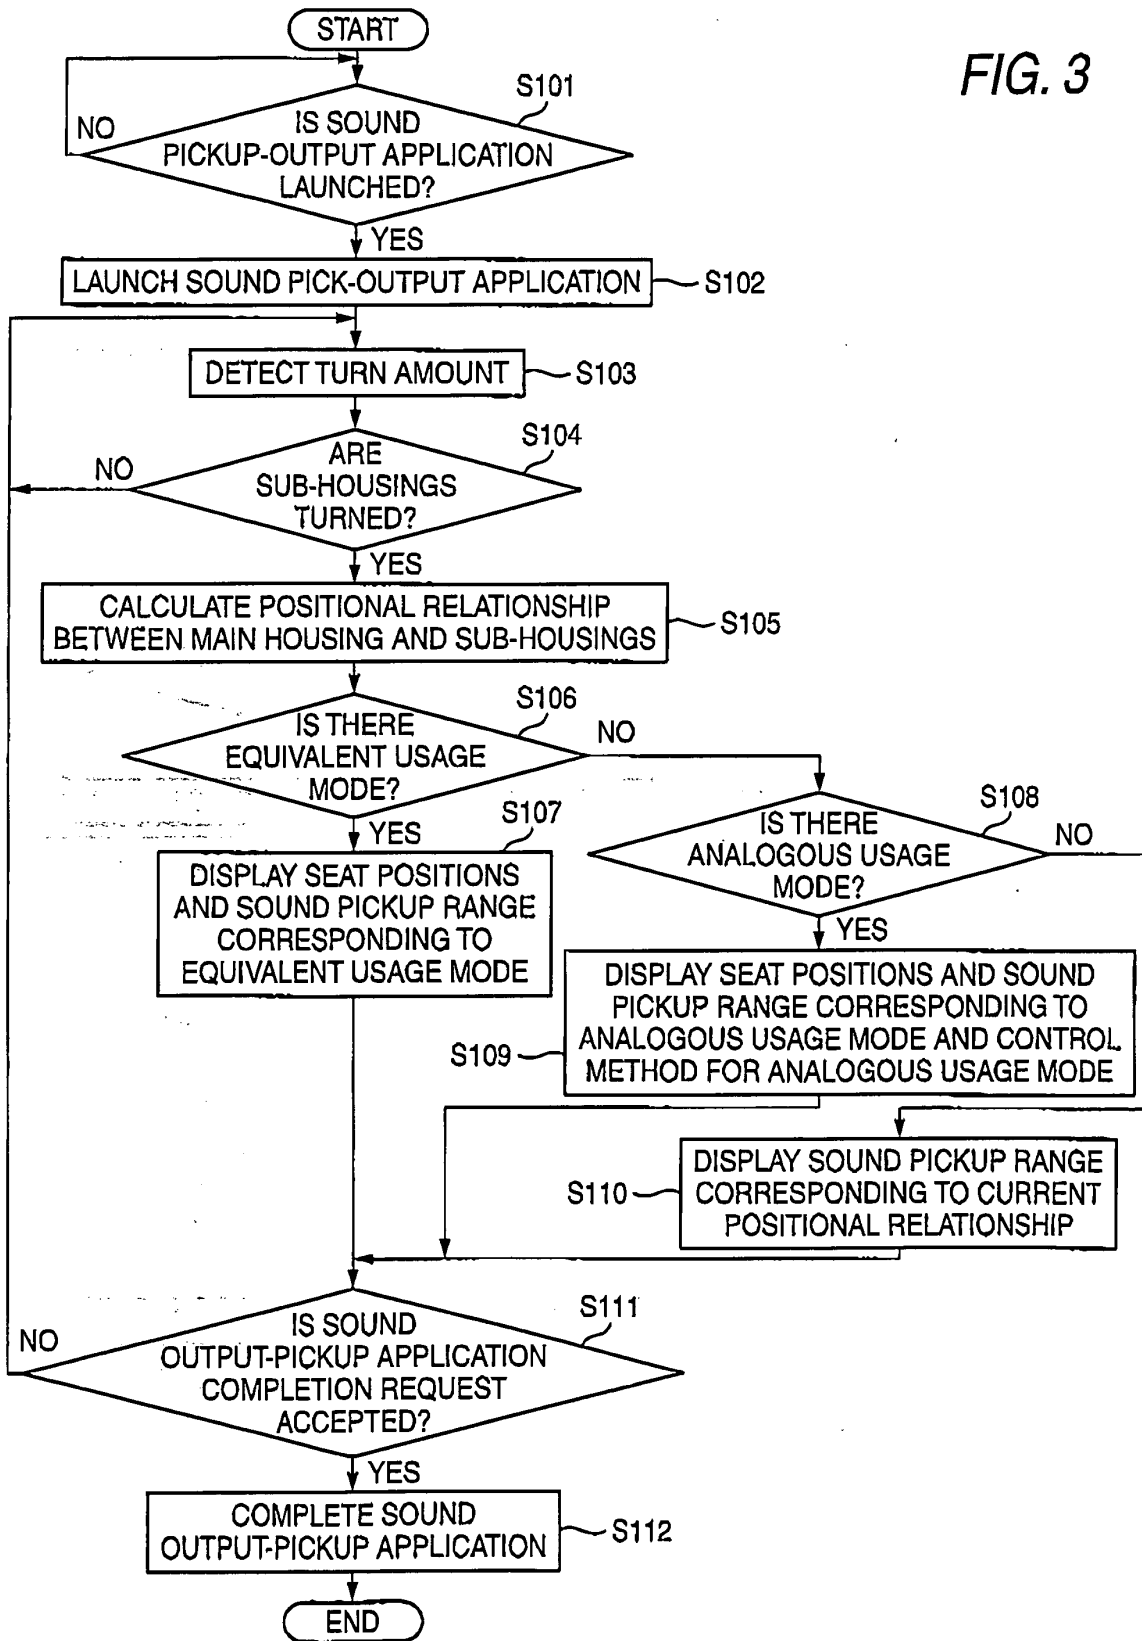 START
FIG. 3
S101
NO
IS SOUND
PICKUP-OUTPUT APPLICATION
LAUNCHED?
YES
LAUNCH SOUND PICK-OUTPUT APPLICATION
S102
DETECT TURN AMOUNT
S103
S104
NO
ARE
SUB-HOUSINGS
TURNED?
YES
CALCULATE POSITIONAL RELATIONSHIP
BETWEEN MAIN HOUSING AND SUB-HOUSINGS
S105
S106
IS THERE
EQUIVALENT USAGE
MODE?
NO
YES
S107
DISPLAY SEAT POSITIONS
AND SOUND PICKUP RANGE
CORRESPONDING TO
EQUIVALENT USAGE MODE
S108
IS THERE
ANALOGOUS USAGE
MODE?
NO
YES
DISPLAY SEAT POSITIONS AND SOUND
PICKUP RANGE CORRESPONDING TO
ANALOGOUS USAGE MODE AND CONTROL
METHOD FOR ANALOGOUS USAGE MODE
S109
DISPLAY SOUND PICKUP RANGE
CORRESPONDING TO CURRENT
POSITIONAL RELATIONSHIP
S110
S111
NO
IS SOUND
OUTPUT-PICKUP APPLICATION
COMPLETION REQUEST
ACCEPTED?
YES
COMPLETE SOUND
OUTPUT-PICKUP APPLICATION
S112
END